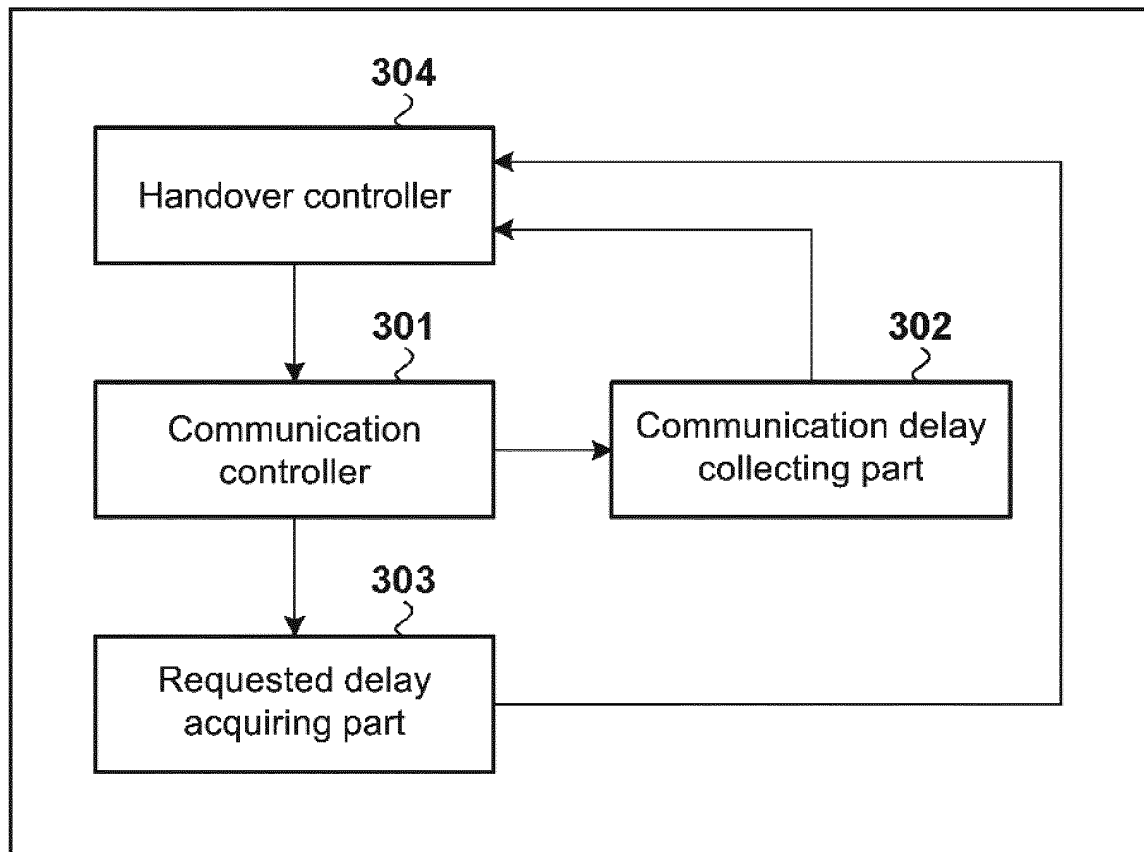 304
Handover controller
301
Communication
controller
302
Communication delay
collecting part
303
Requested delay
acquiring part